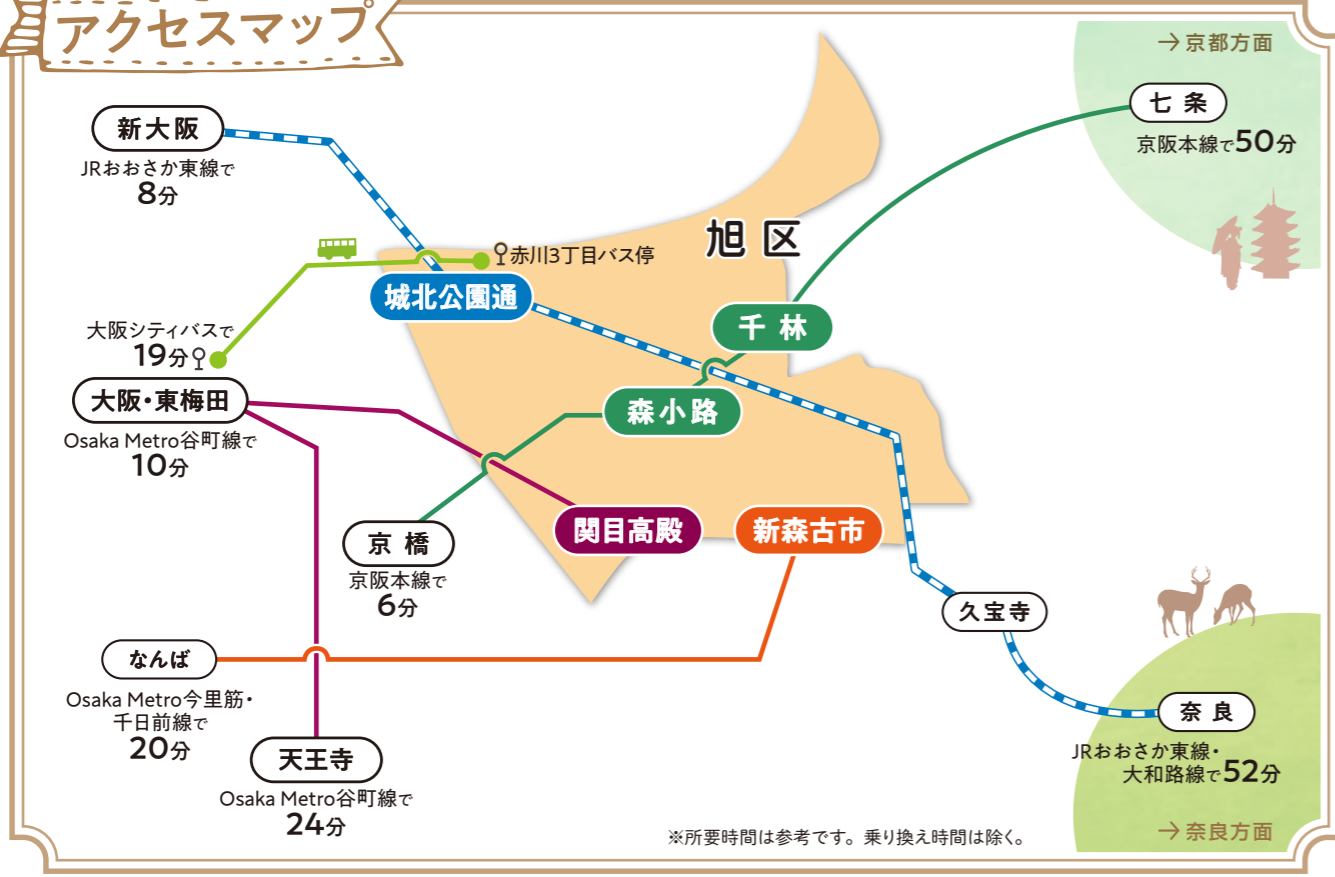 アクセスマップ
→京都方面
七条
京阪本線で50分
新大阪
JRおおさか東線で
8分
旭区
赤川3丁目バス停
城北公園通
千林
大阪シティバスで
19分
大阪・東梅田
Osaka Metro谷町線で
10分
森小路
関目高殿
新森古市
京橋
京阪本線で
6分
久宝寺
なんば
Osaka Metro今里筋・
千日前線で
20分
天王寺
Osaka Metro谷町線で
24分
奈良
JRおおさか東線・
大和路線で52分
→奈良方面
※所要時間は参考です。乗り換え時間は除く。